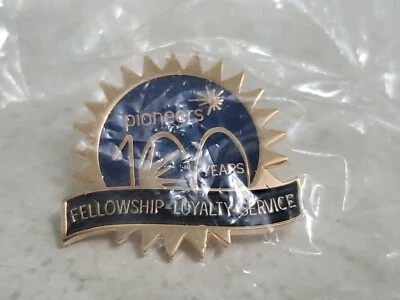 pioneers
100
YEARS
FELLOWSHIP-LOYALTY-SERVICE